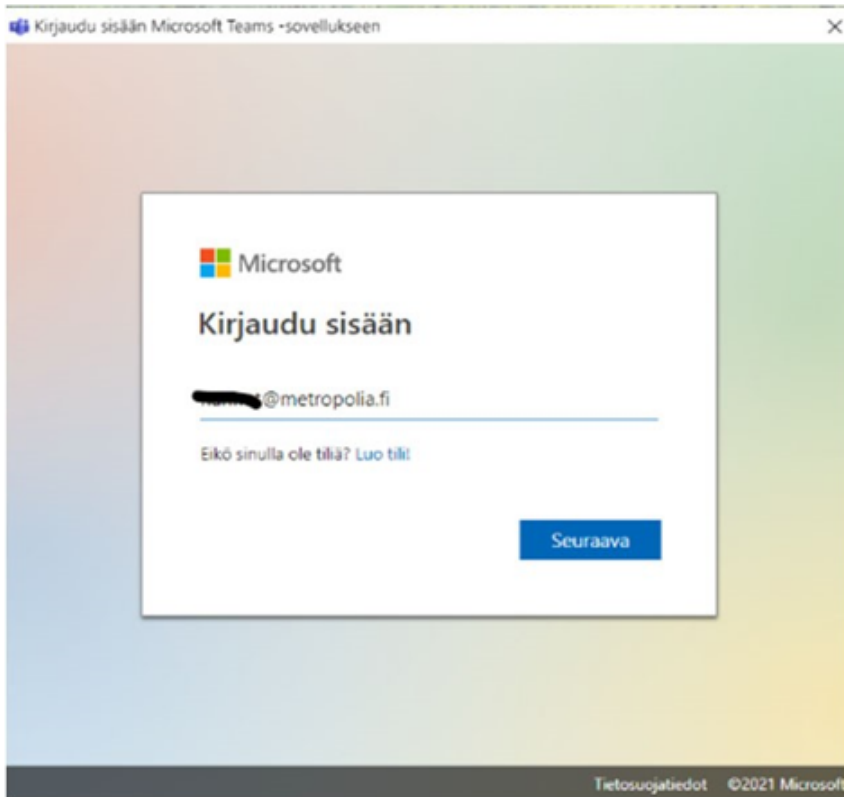 Kirjaudu sisään Microsoft Teams -sovellukseen
Microsoft
Kirjaudu sisään
@metropolia.fi
Eikö sinulla ole tiliä? Luo tili!
Seuraava
Tietosuojatiedot ©2021 Microsoft